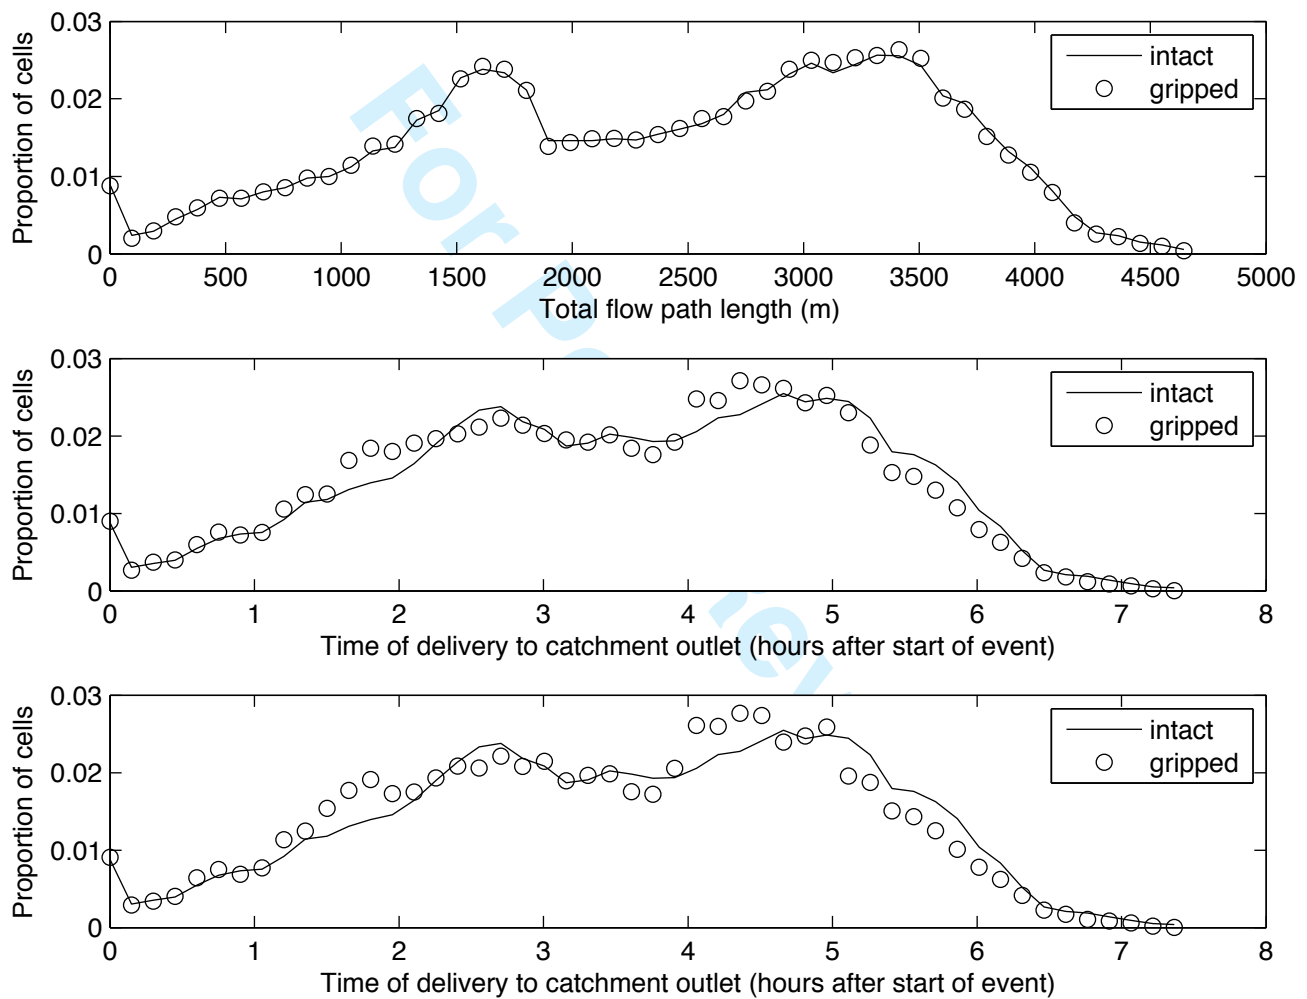 0.03
0.02
0.01
0
Proportion of cells
intact
gripped
0 500 1000 1500 2000 2500 3000 3500 4000 4500 5000
Total flow path length (m)
0.03
0.02
0.01
0
Proportion of cells
intact
gripped
0 1 2 3 4 5 6 7 8
Time of delivery to catchment outlet (hours after start of event)
0.03
0.02
0.01
0
Proportion of cells
intact
gripped
0 1 2 3 4 5 6 7 8
Time of delivery to catchment outlet (hours after start of event)
For